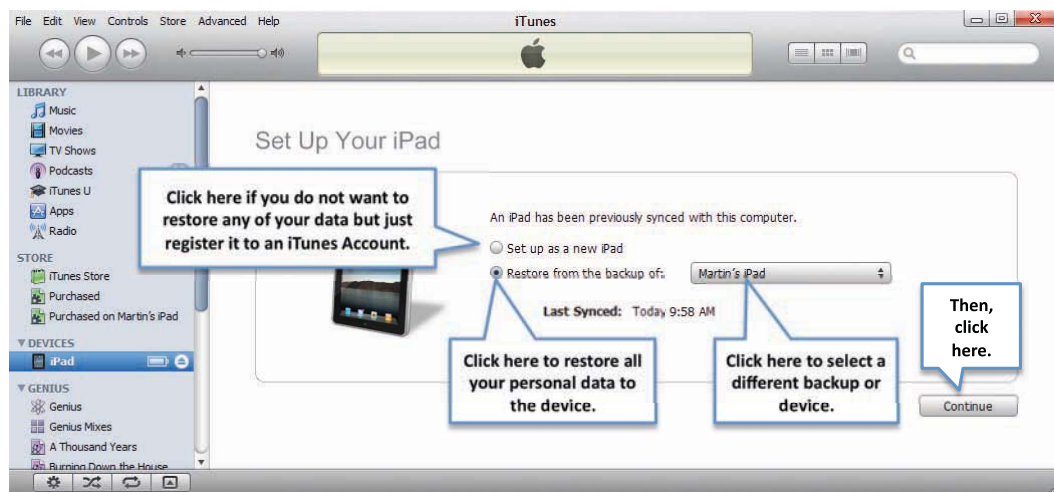 File Edit View Controls Store Advanced Help
iTunes
LIBRARY
Music
Movies
TV Shows
Podcasts
iTunes U
Apps
Radio
STORE
iTunes Store
Purchased
Purchased on Martin's iPad
DEVICES
iPad
GENIUS
Genius
Genius Mixes
A Thousand Years
Burning Down the House
Set Up Your iPad
Click here if you do not want to
restore any of your data but just
register it to an iTunes Account.
An iPad has been previously synced with this computer.
Set up as a new iPad
Restore from the backup of:
Martin's iPad
Last Synced: Today 9:58 AM
Click here to restore all
your personal data to
the device.
Click here to select a
different backup or
device.
Then,
click
here.
Continue